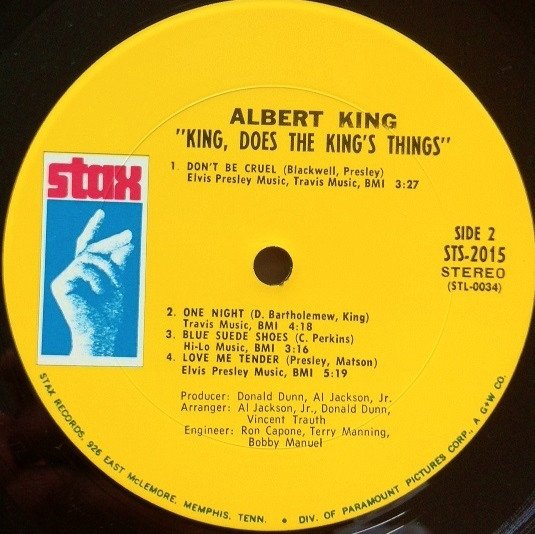 ALBERT KING
"KING, DOES THE KING'S THINGS"
1. DON'T BE CRUEL (Blackwell, Presley)
Elvis Presley Music, Travis Music, BMI 3:27
stax
SIDE 2
STS-2015
STEREO
(STL-0034)
2. ONE NIGHT (D. Bartholemew, King)
Travis Music, BMI 4:18
3. BLUE SUEDE SHOES (C. Perkins)
Hi-Lo Music, BMI 3:16
4. LOVE ME TENDER (Presley, Matson)
Elvis Presley Music, BMI 5:19
Producer: Donald Dunn, Al Jackson, Jr.
Arranger: Al Jackson, Jr., Donald Dunn,
Vincent Trauth
Engineer: Ron Capone, Terry Manning,
Bobby Manuel
STAX RECORDS, 926 EAST McLEMORE, MEMPHIS, TENN. • DIV. OF PARAMOUNT PICTURES CORP., A G+W CO.